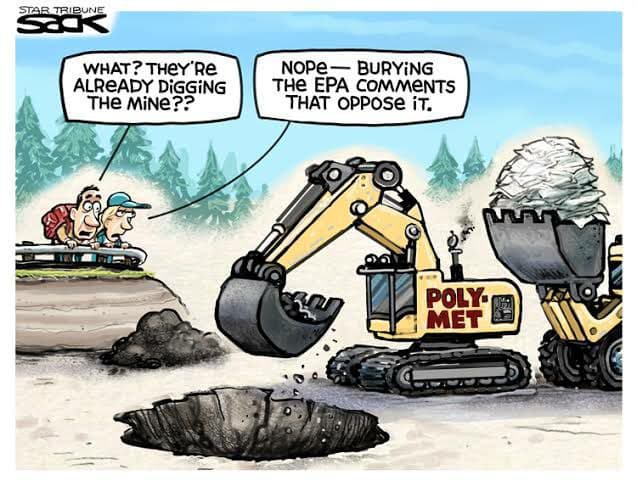 STAR TRIBUNE
SACK
WHAT? THEY'RE
ALREADY DiGGiNG
THE MiNE??
NOPe— BURYiNG
THE EPA COMMENTS
THAT OPPOSE iT.
POLY-
MET